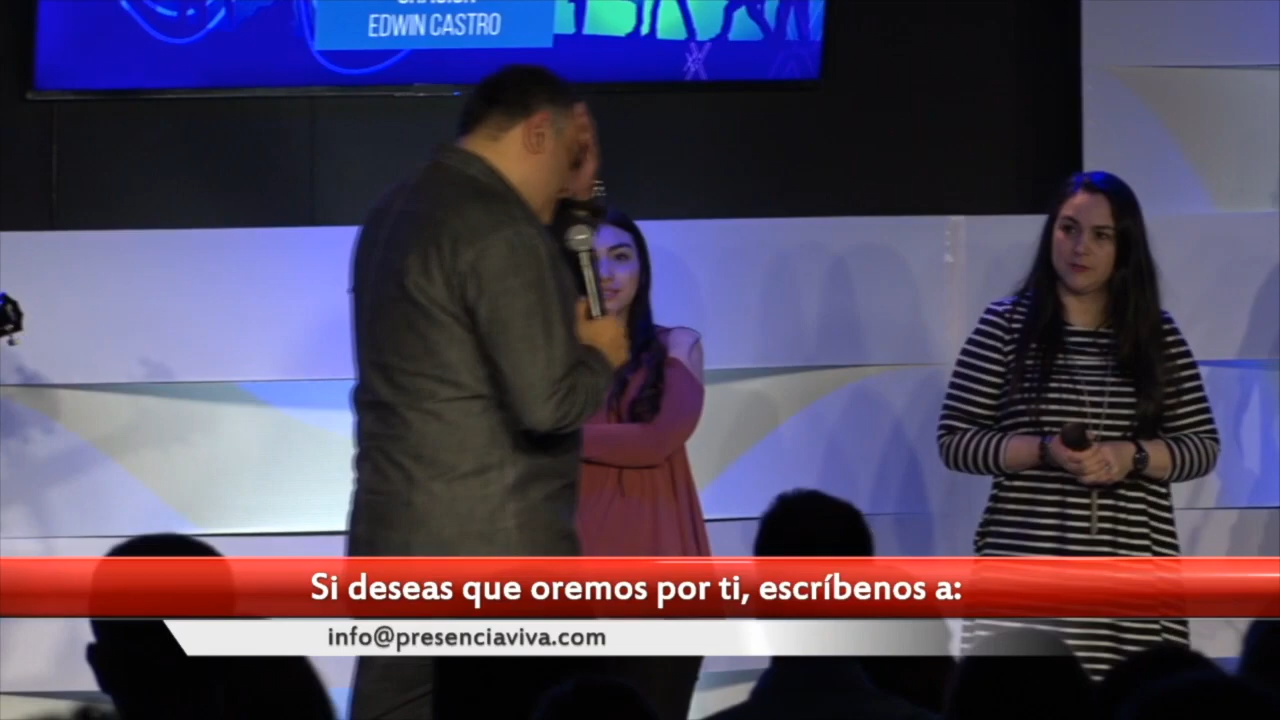 EDWIN CASTRO
Si deseas que oremos por ti, escríbenos a:
info@presenciaviva.com